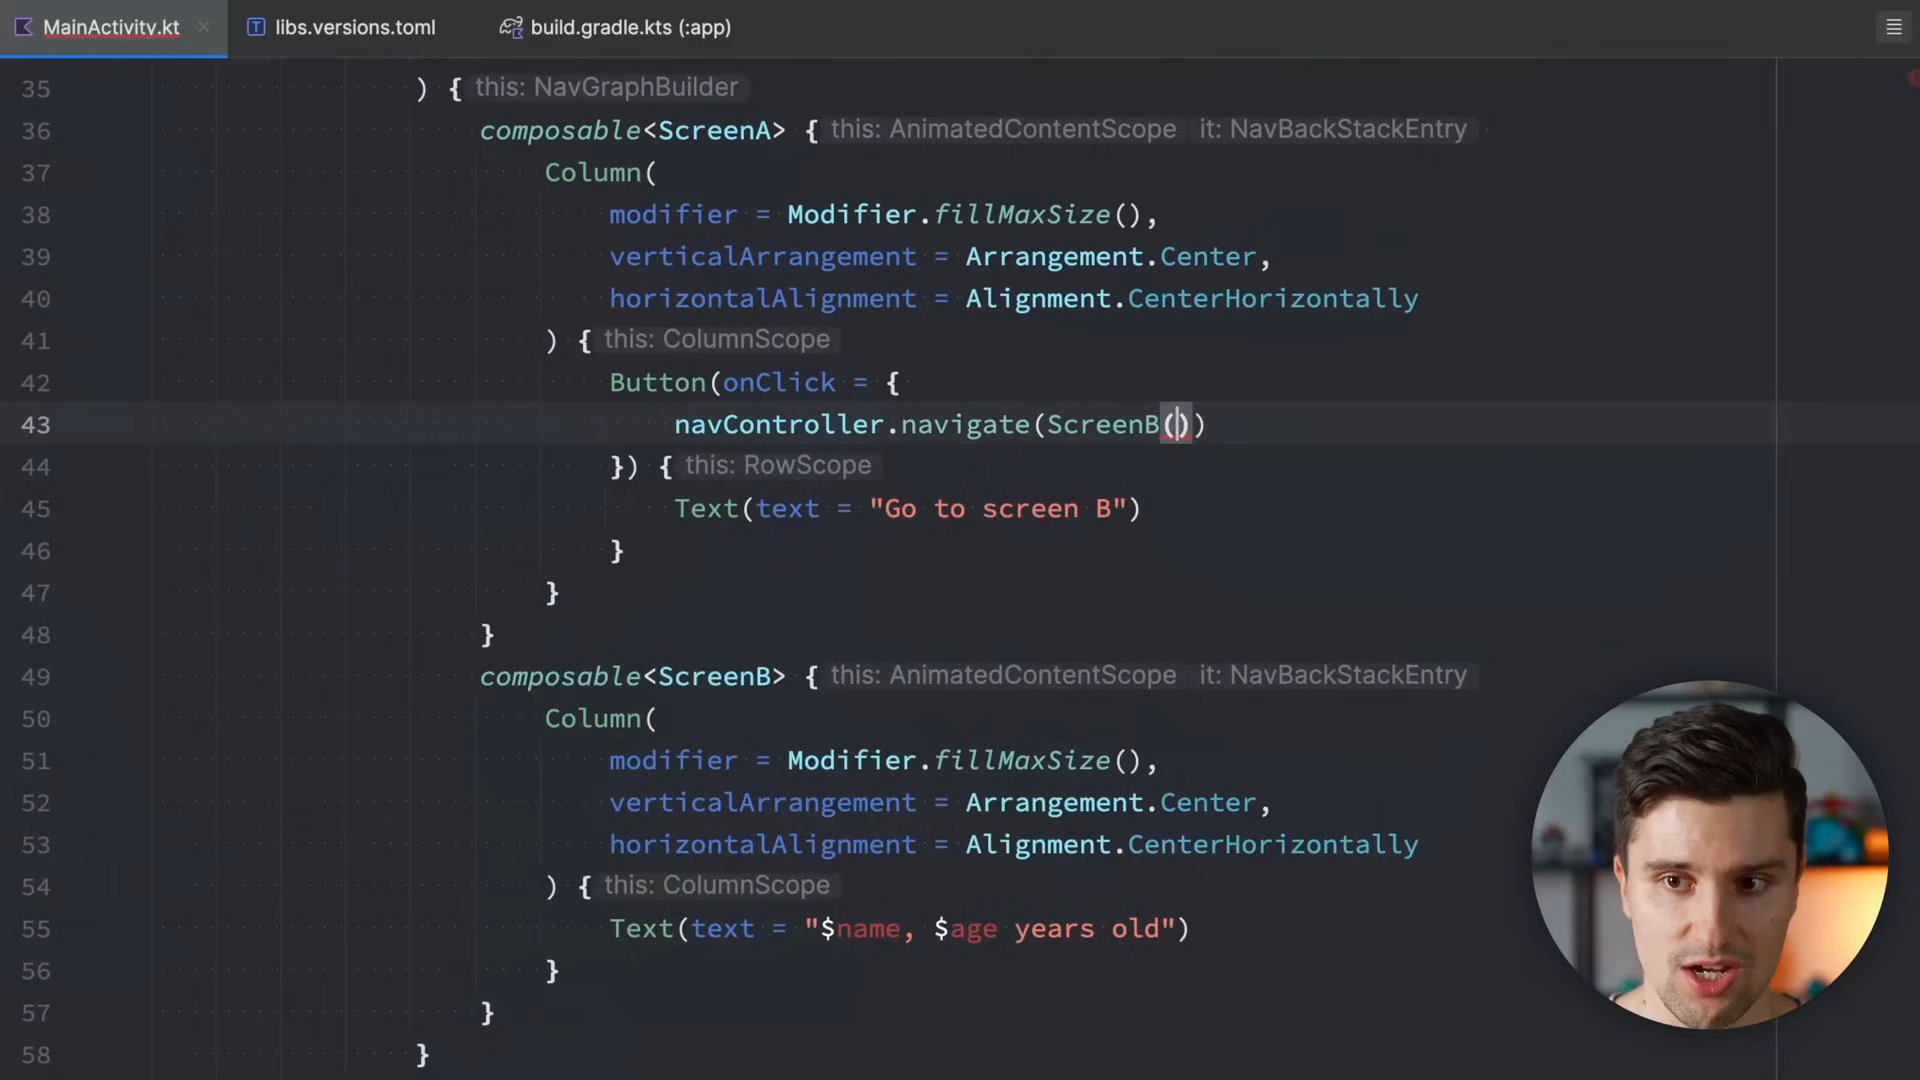 MainActivity.kt
libs.versions.toml
build.gradle.kts (:app)
35 ) { this: NavGraphBuilder
36 composable<ScreenA> { this: AnimatedContentScope it: NavBackStackEntry
37 Column(
38 modifier = Modifier.fillMaxSize(),
39 verticalArrangement = Arrangement.Center,
40 horizontalAlignment = Alignment.CenterHorizontally
41 ) { this: ColumnScope
42 Button(onClick = {
43 navController.navigate(ScreenB())
44 }) { this: RowScope
45 Text(text = "Go to screen B")
46 }
47 }
48 }
49 composable<ScreenB> { this: AnimatedContentScope it: NavBackStackEntry
50 Column(
51 modifier = Modifier.fillMaxSize(),
52 verticalArrangement = Arrangement.Center,
53 horizontalAlignment = Alignment.CenterHorizontally
54 ) { this: ColumnScope
55 Text(text = "$name, $age years old")
56 }
57 }
58 }